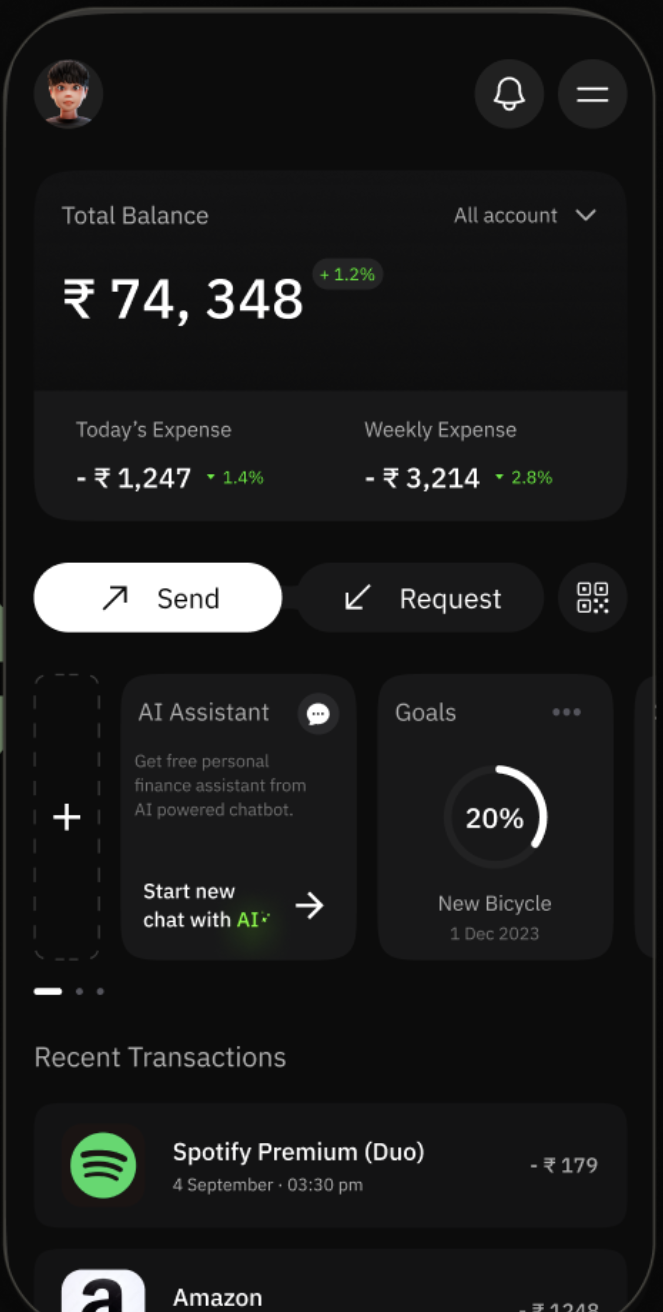 Total Balance
All account
₹ 74, 348
+ 1.2%
Today’s Expense
Weekly Expense
- ₹ 1,247
1.4%
- ₹ 3,214
2.8%
Send
Request
AI Assistant
Get free personal
finance assistant from
AI powered chatbot.
Start new
chat with AI
Goals
20%
New Bicycle
1 Dec 2023
Recent Transactions
Spotify Premium (Duo)
- ₹ 179
4 September · 03:30 pm
a
Amazon
- ₹ 1248